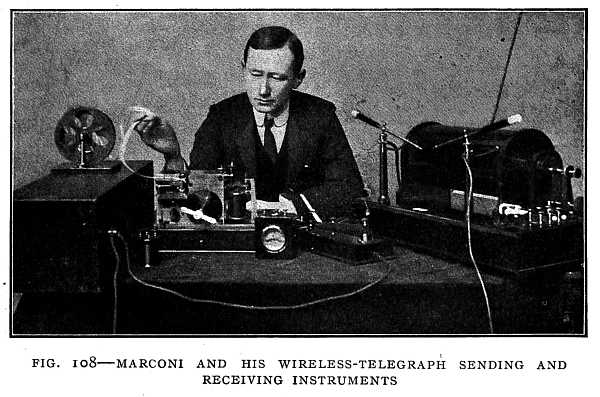 FIG. 108—MARCONI AND HIS WIRELESS-TELEGRAPH SENDING AND
RECEIVING INSTRUMENTS